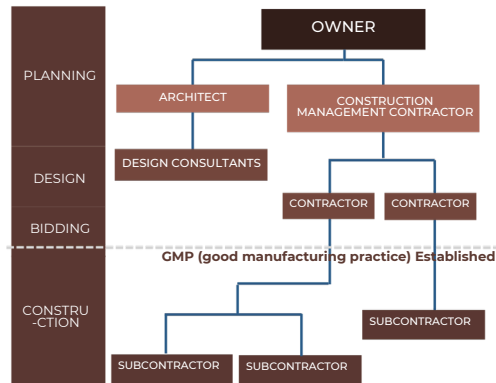 OWNER
PLANNING
ARCHITECT
CONSTRUCTION
MANAGEMENT CONTRACTOR
DESIGN CONSULTANTS
DESIGN
CONTRACTOR
CONTRACTOR
BIDDING
GMP (good manufacturing practice) Established
CONSTRU
-CTION
SUBCONTRACTOR
SUBCONTRACTOR
SUBCONTRACTOR